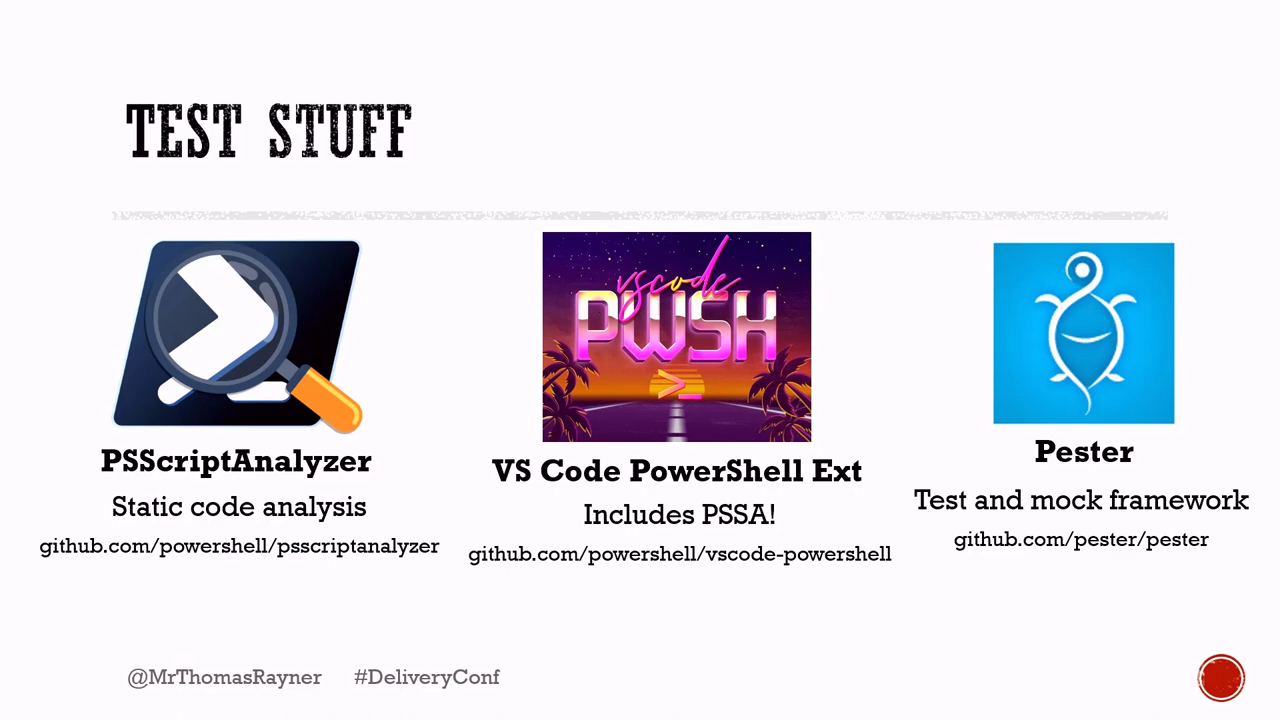 TEST STUFF
vscode
PWSH
PSScriptAnalyzer
Static code analysis
github.com/powershell/psscriptanalyzer
VS Code PowerShell Ext
Includes PSSA!
github.com/powershell/vscode-powershell
Pester
Test and mock framework
github.com/pester/pester
@MrThomasRayner #DeliveryConf